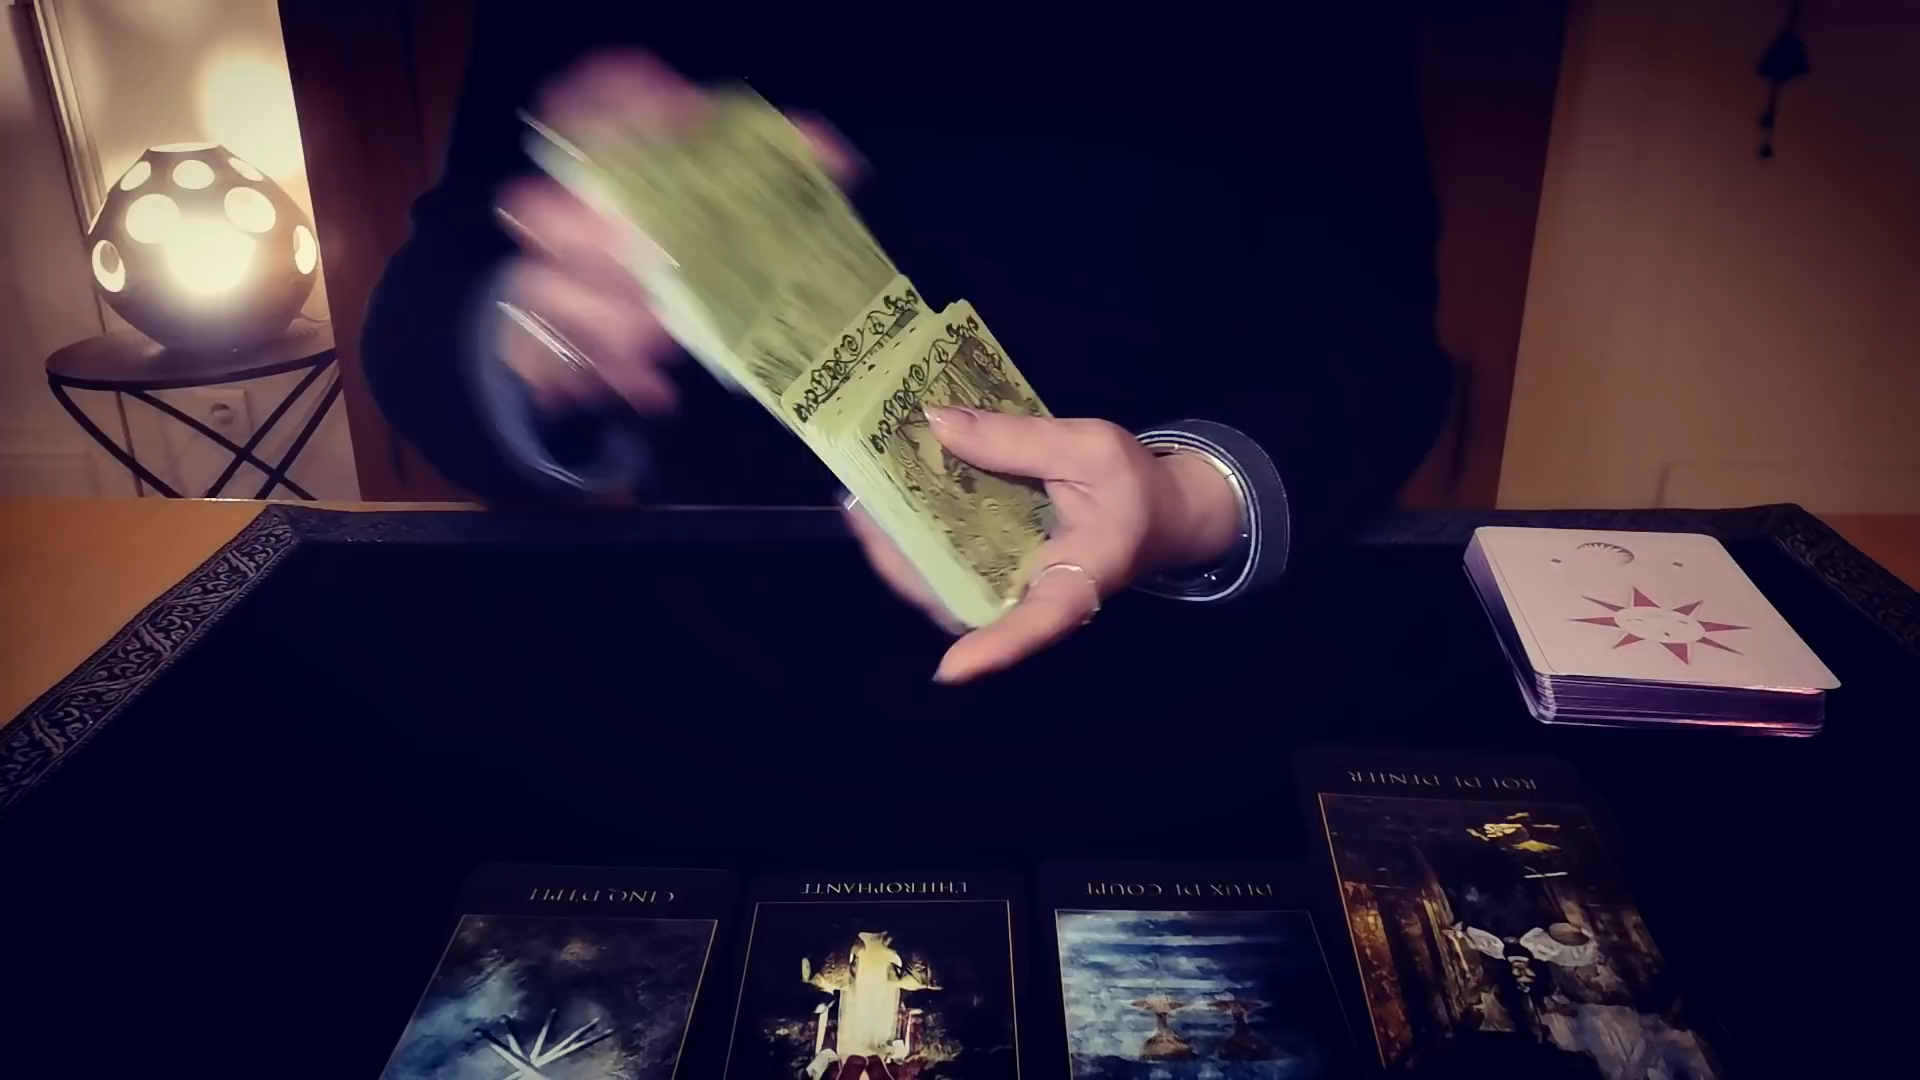 CINQ D'EPEE
L'HIEROPHANTE
DEUX DE COUPE
ROI DE DENIER